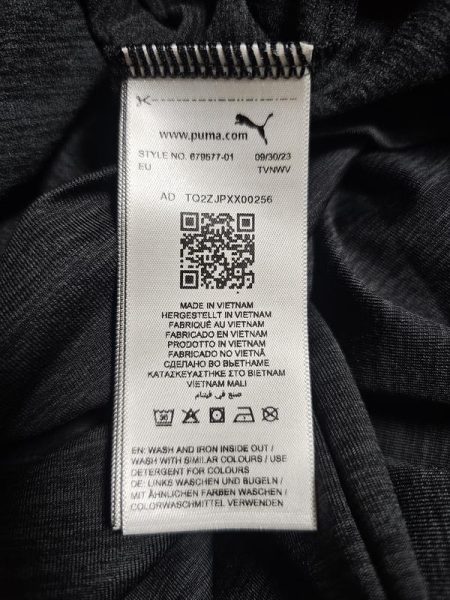 www.puma.com
STYLE NO. 679577-01 09/30/23
EU TVNWV
AD TQ2ZJPXX00256
MADE IN VIETNAM
HERGESTELLT IN VIETNAM
FABRIQUÉ AU VIETNAM
FABRICADO EN VIETNAM
PRODOTTO IN VIETNAM
FABRICADO NO VIETNÃ
СДЕЛАНО ВО ВЬЕТНАМЕ
ΚΑΤΑΣΚΕΥΑΣΤΗΚΕ ΣΤΟ ΒΙΕΤΝΑΜ
VIETNAM MALI
صنع في فيتنام
30
EN: WASH AND IRON INSIDE OUT /
WASH WITH SIMILAR COLOURS / USE
DETERGENT FOR COLOURS
DE: LINKS WASCHEN UND BUGELN /
MIT ÄHNLICHEN FARBEN WASCHEN /
COLORWASCHMITTEL VERWENDEN